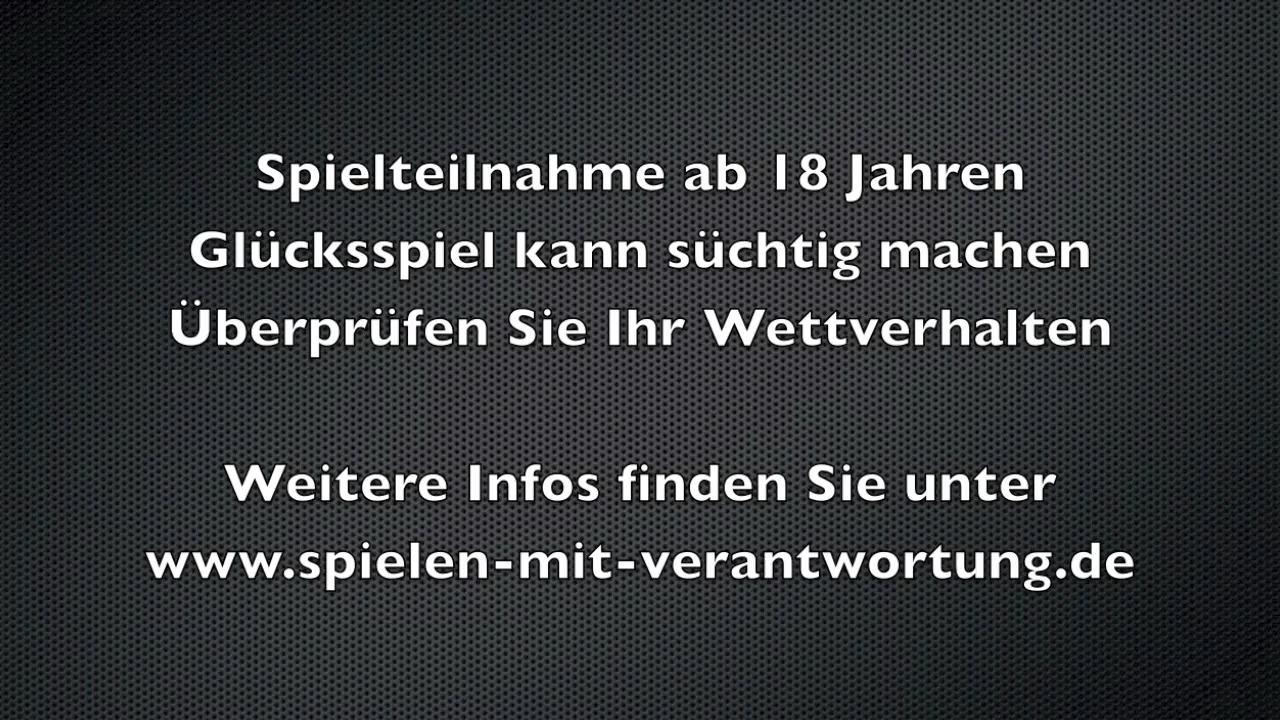 Spielteilnahme ab 18 Jahren
Glücksspiel kann süchtig machen
Überprüfen Sie Ihr Wettverhalten
Weitere Infos finden Sie unter
www.spielen-mit-verantwortung.de